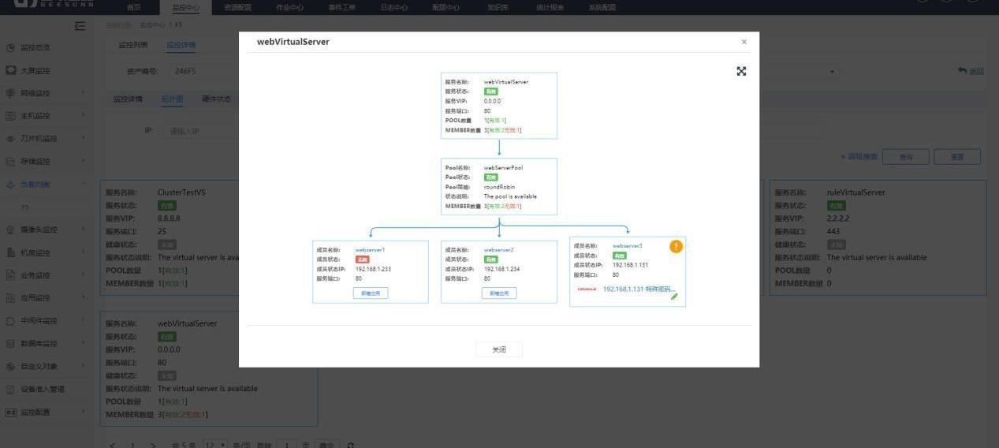 GEESUNN
首页 监控中心 资源配置 作业中心 事件工单 日志中心 配置中心 知识库 统计报表 系统配置
监控中心 > F5
监控总览
大屏监控
网络监控
主机监控
刀片机监控
存储监控
负载均衡
F5
摄像头监控
机房监控
业务监控
应用监控
中间件监控
数据库监控
自定义对象
设备准入管理
监控配置
监控列表 监控详情
资产编号: 246F5
返回
监控详情 拓扑图 硬件状态
IP: 请输入IP
高级搜索 查询 重置
服务名称: ClusterTestVS
服务状态: 有效
服务VIP: 8.8.8.8
服务端口: 25
健康状态: 未知
服务状态说明: The virtual server is ava
POOL数量 1[有效:1]
MEMBER数量 1[有效:1]
服务名称: ruleVirtualServer
服务状态: 有效
服务VIP: 2.2.2.2
服务端口: 443
健康状态: 未知
服务状态说明: The virtual server is available
POOL数量 0
MEMBER数量 0
服务名称: webVirtualServer
服务状态: 有效
服务VIP: 0.0.0.0
服务端口: 80
健康状态: 未知
服务状态说明: The virtual server is available
POOL数量 1[有效:1]
MEMBER数量 3[有效:2无效:1]
< 1 > 共 5 条 12 条/页 跳转 1 页 确定
webVirtualServer ×
服务名称: webVirtualServer
服务状态: 有效
服务VIP: 0.0.0.0
服务端口: 80
POOL数量 1[有效:1]
MEMBER数量 3[有效:2无效:1]
Pool名称: webServerPool
Pool状态: 有效
Pool策略: roundRobin
状态说明: The pool is available
MEMBER数量 3[有效:2无效:1]
成员名称: webserver1
成员状态: 无效
成员状态IP: 192.168.1.233
服务端口: 80
新增应用
成员名称: webserver2
成员状态: 有效
成员状态IP: 192.168.1.234
服务端口: 80
新增应用
成员名称: webserver3
成员状态: 有效
成员状态IP: 192.168.1.131
服务端口: 80
ORACLE 192.168.1.131-特殊密码...
关闭